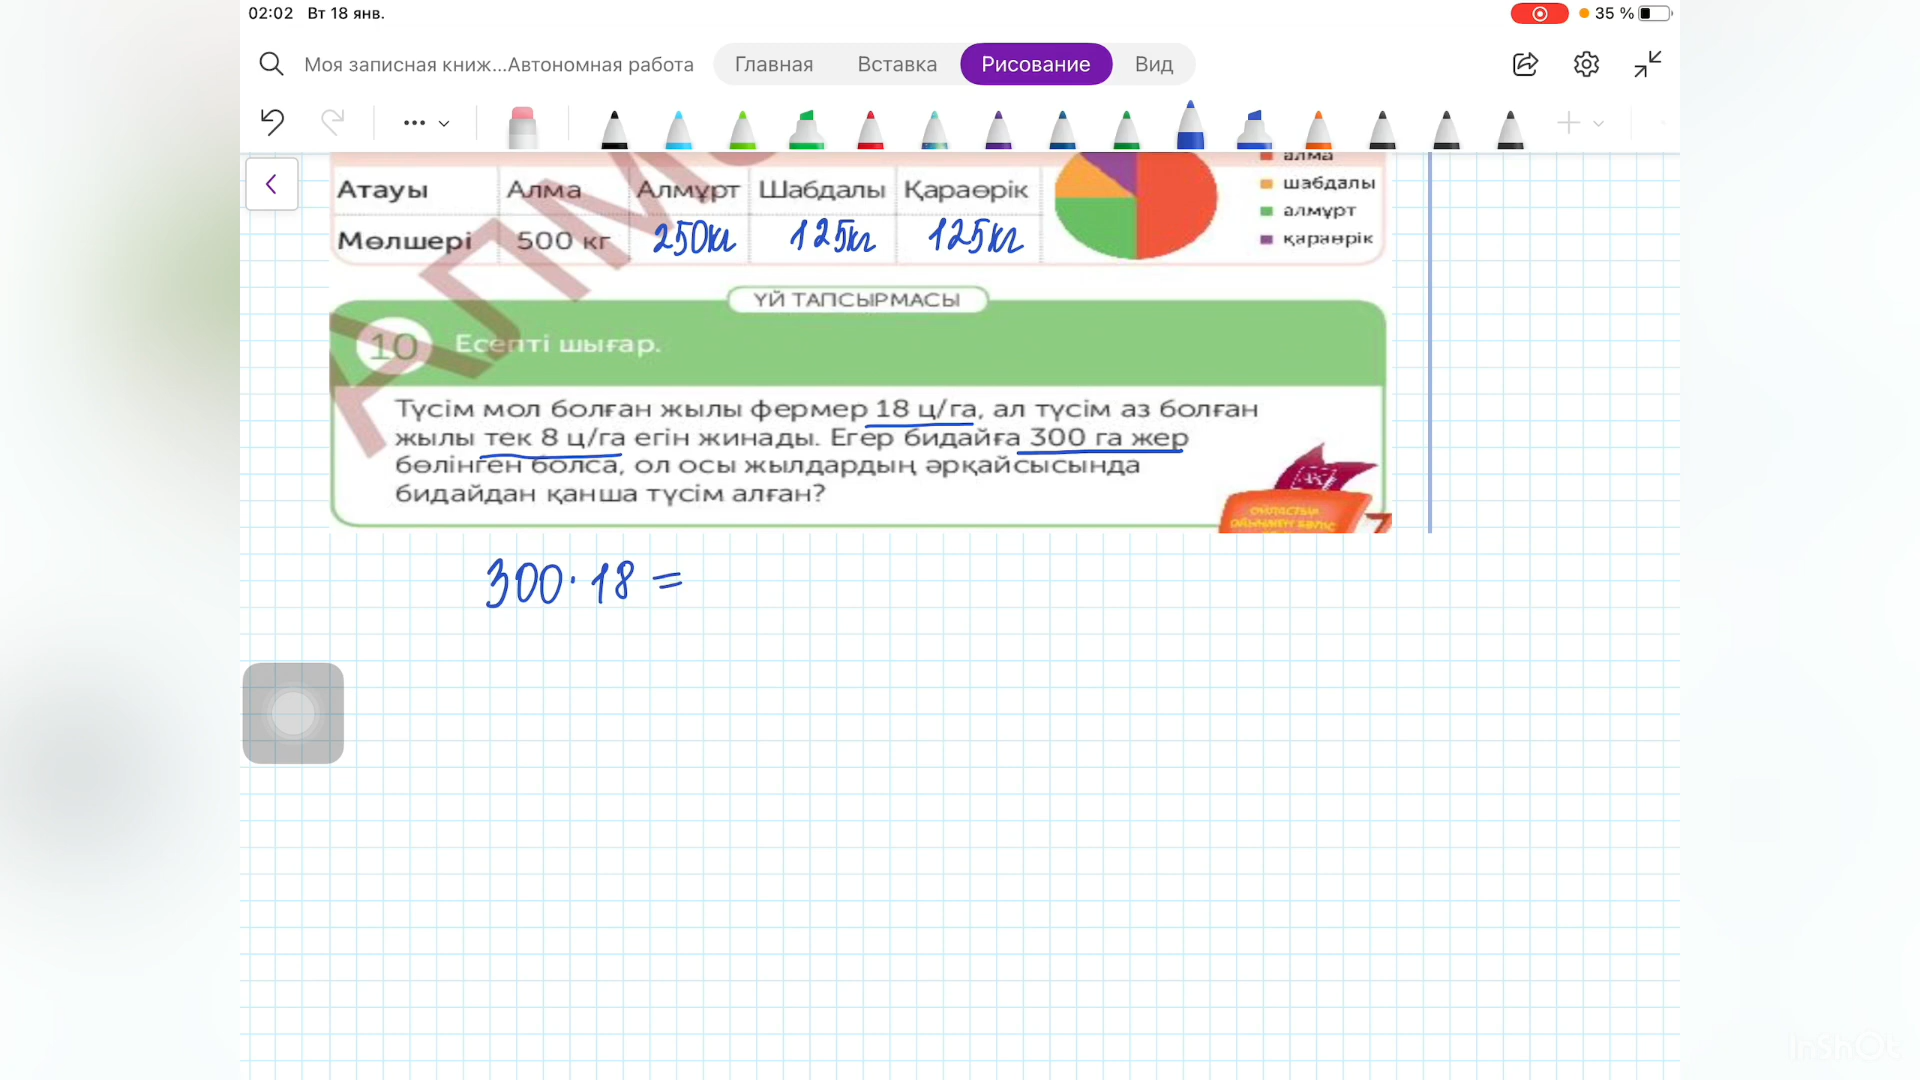 02:02 Вт 18 янв.
35 %
Моя записная книж...Автономная работа
Главная Вставка Рисование Вид
алма
Атауы Алма Алмұрт Шабдалы Қараөрік
шабдалы
алмұрт
Мөлшері 500 кг 250кг 125кг 125кг
қараөрік
ҮЙ ТАПСЫРМАСЫ
10 Есепті шығар.
Түсім мол болған жылы фермер 18 ц/га, ал түсім аз болған
жылы тек 8 ц/га егін жинады. Егер бидайға 300 га жер
бөлінген болса, ол осы жылдардың әрқайсысында
бидайдан қанша түсім алған?
300·18 =
InShOt